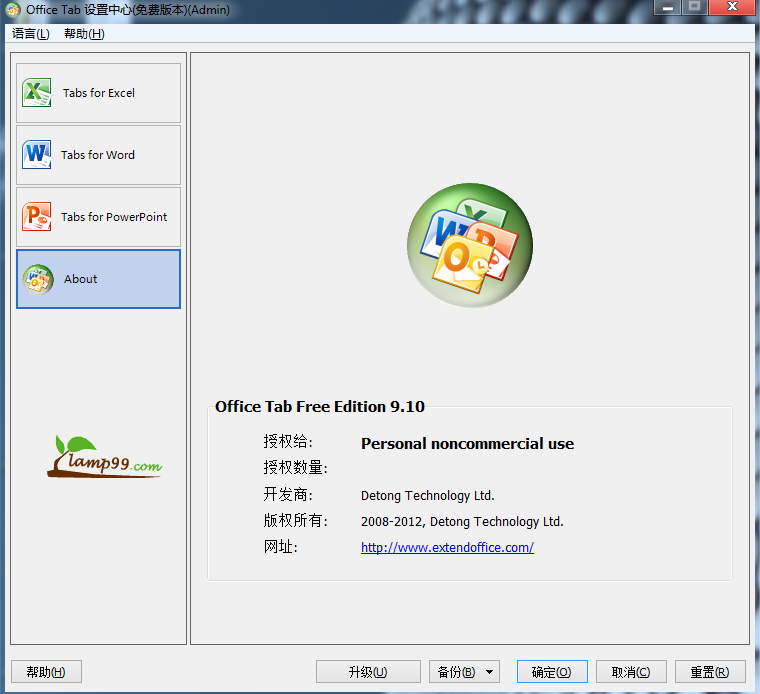 Office Tab 设置中心(免费版本)(Admin)
语言(L) 帮助(H)
Tabs for Excel
Tabs for Word
Tabs for PowerPoint
About
lamp99.com
Office Tab Free Edition 9.10
授权给: Personal noncommercial use
授权数量:
开发商: Detong Technology Ltd.
版权所有: 2008-2012, Detong Technology Ltd.
网址: http://www.extendoffice.com/
帮助(H) 升级(U) 备份(B) 确定(O) 取消(C) 重置(R)